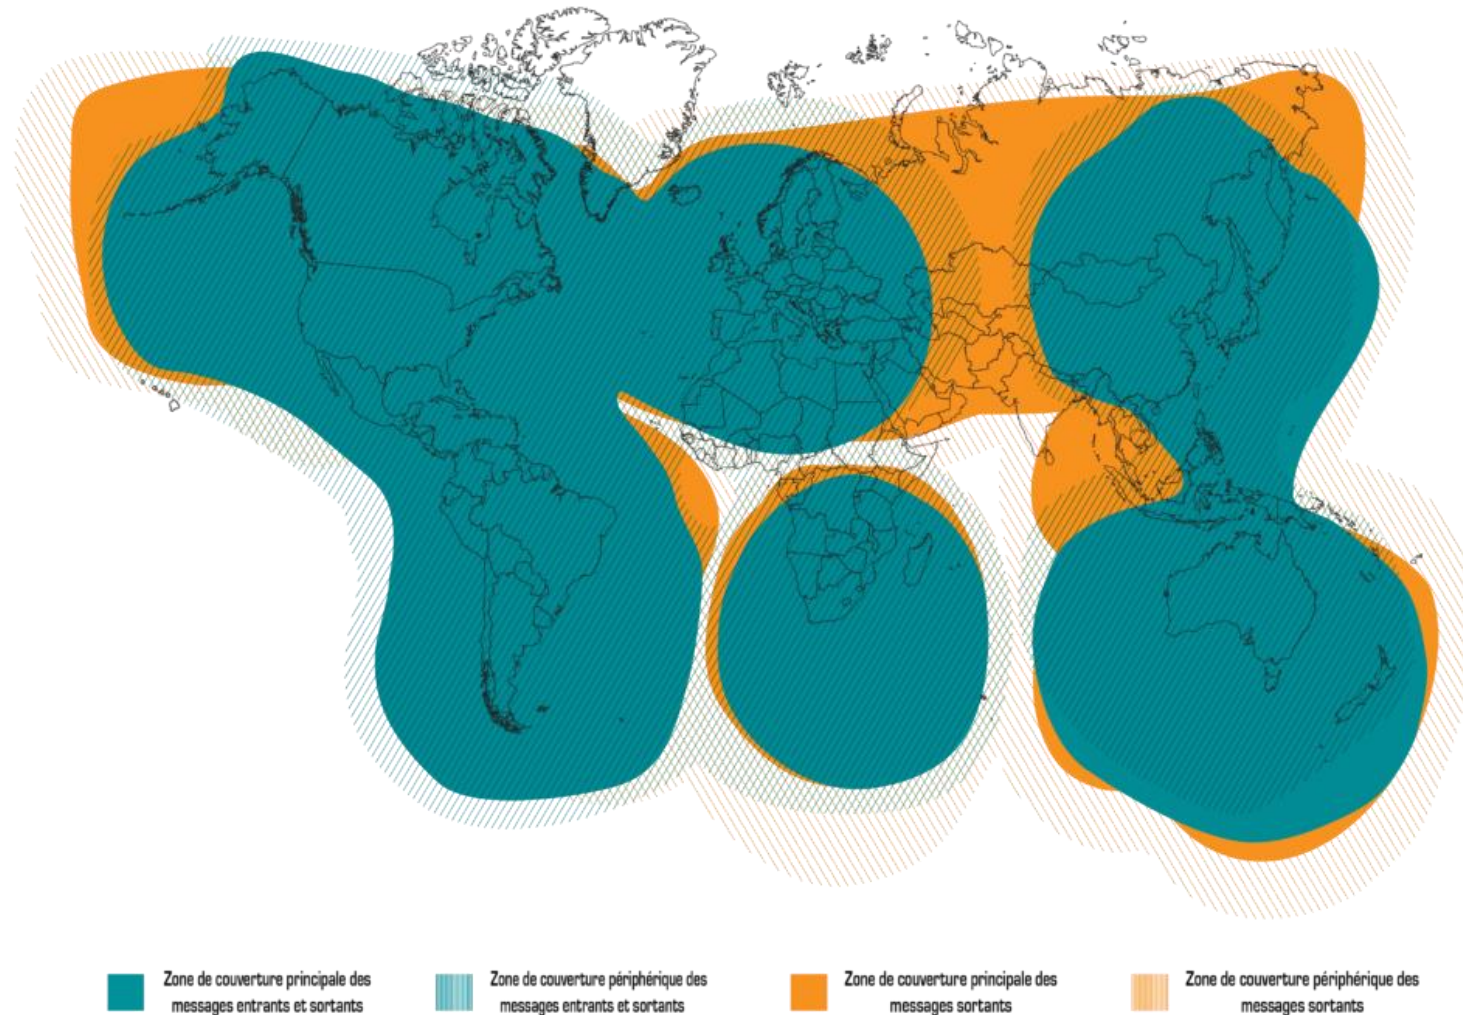 Zone de couverture principale des
messages entrants et sortants
Zone de couverture périphérique des
messages entrants et sortants
Zone de couverture principale des
messages sortants
Zone de couverture périphérique des
messages sortants